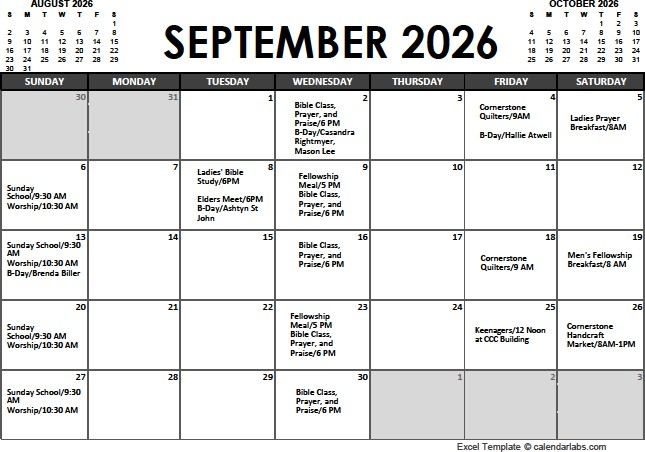 AUGUST 2026
S M T W T F S
1
2 3 4 5 6 7 8
9 10 11 12 13 14 15
16 17 18 19 20 21 22
23 24 25 26 27 28 29
30 31
SEPTEMBER 2026
OCTOBER 2026
S M T W T F S
1 2 3
4 5 6 7 8 9 10
11 12 13 14 15 16 17
18 19 20 21 22 23 24
25 26 27 28 29 30 31
SUNDAY MONDAY TUESDAY WEDNESDAY THURSDAY FRIDAY SATURDAY
30
31
1
2
Bible Class,
Prayer, and
Praise/6 PM
B-Day/Casandra
Rightmyer,
Mason Lee
3
4
Cornerstone
Quilters/9AM
B-Day/Hallie Atwell
5
Ladies Prayer
Breakfast/8AM
6
Sunday
School/9:30 AM
Worship/10:30 AM
7
8
Ladies' Bible
Study/6PM
Elders Meet/6PM
B-Day/Ashtyn St
John
9
Fellowship
Meal/5 PM
Bible Class,
Prayer, and
Praise/6 PM
10
11
12
13
Sunday School/9:30
AM
Worship/10:30 AM
B-Day/Brenda Biller
14
15
16
Bible Class,
Prayer, and
Praise/6 PM
17
18
Cornerstone
Quilters/9 AM
19
Men's Fellowship
Breakfast/8 AM
20
Sunday
School/9:30 AM
Worship/10:30 AM
21
22
23
Fellowship
Meal/5 PM
Bible Class,
Prayer, and
Praise/6 PM
24
25
Keenagers/12 Noon
at CCC Building
26
Cornerstone
Handcraft
Market/8AM-1PM
27
Sunday School/9:30
AM
Worship/10:30 AM
28
29
30
Bible Class,
Prayer, and
Praise/6 PM
1
2
3
Excel Template © calendarlabs.com